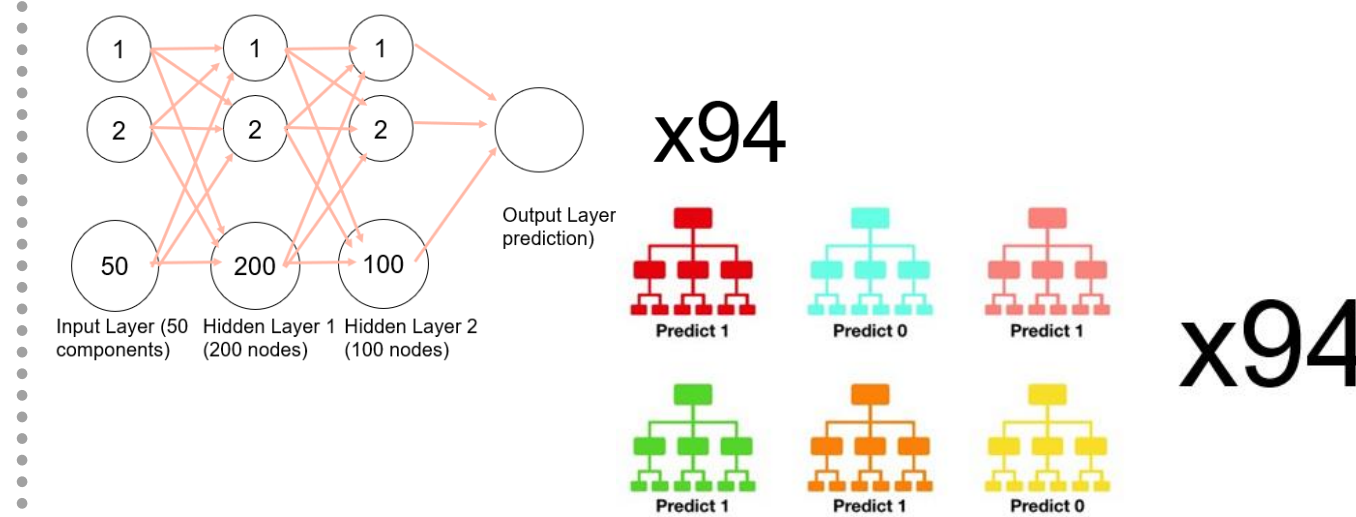 1
1
1
2
2
2
50
200
100
Input Layer (50
components)
Hidden Layer 1
(200 nodes)
Hidden Layer 2
(100 nodes)
Output Layer
prediction)
x94
Predict 1
Predict 0
Predict 1
Predict 1
Predict 1
Predict 0
x94